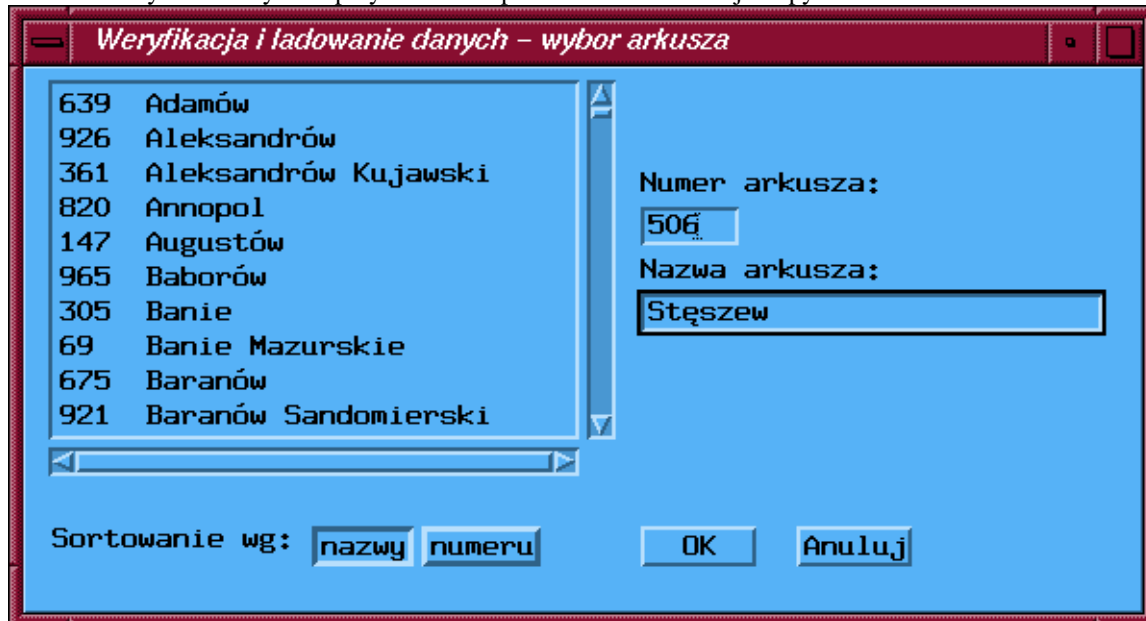 Weryfikacja i ladowanie danych – wybor arkusza
639 Adamów
926 Aleksandrów
361 Aleksandrów Kujawski
820 Annopol
147 Augustów
965 Baborów
305 Banie
69 Banie Mazurskie
675 Baranów
921 Baranów Sandomierski
Numer arkusza:
506
Nazwa arkusza:
Stęszew
Sortowanie wg: nazwy numeru
OK Anuluj